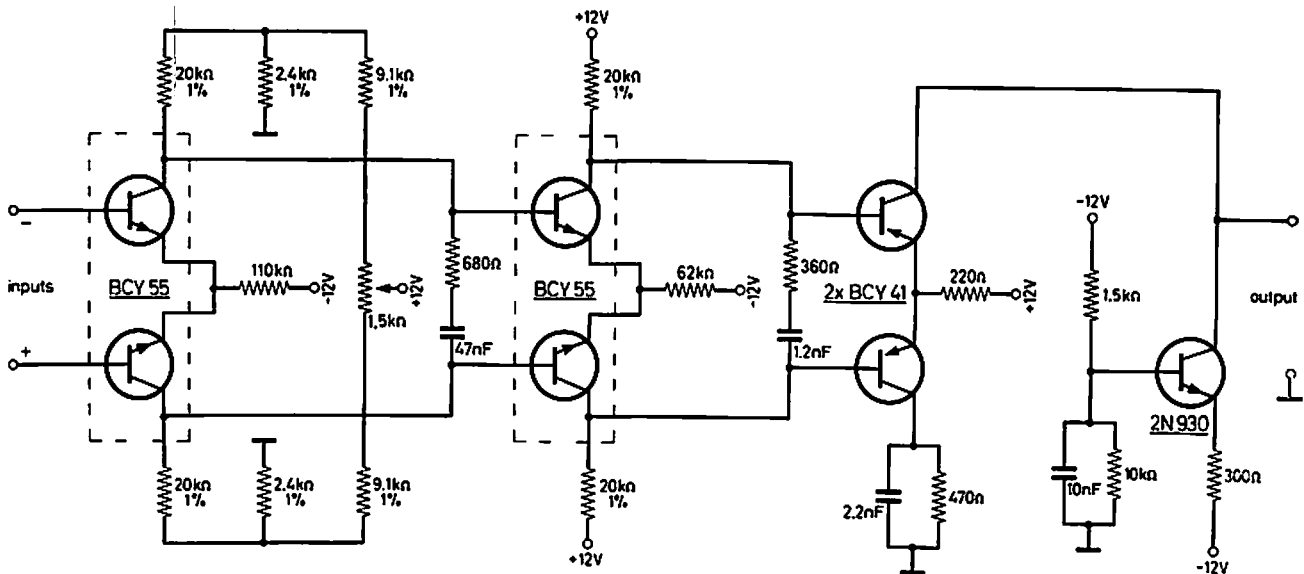 +12V
20kΩ
1%
2.4kΩ
1%
9.1kΩ
1%
20kΩ
1%
-12V
-
110kΩ
-12V
+12V
680Ω
62kΩ
-12V
360Ω
220Ω
+12V
inputs
BCY 55
1,5kΩ
BCY 55
2x BCY 41
1.5kΩ
output
+
47nF
1.2nF
2N930
20kΩ
1%
2.4kΩ
1%
9.1kΩ
1%
20kΩ
1%
2.2nF
470Ω
10nF
10kΩ
300Ω
+12V
-12V